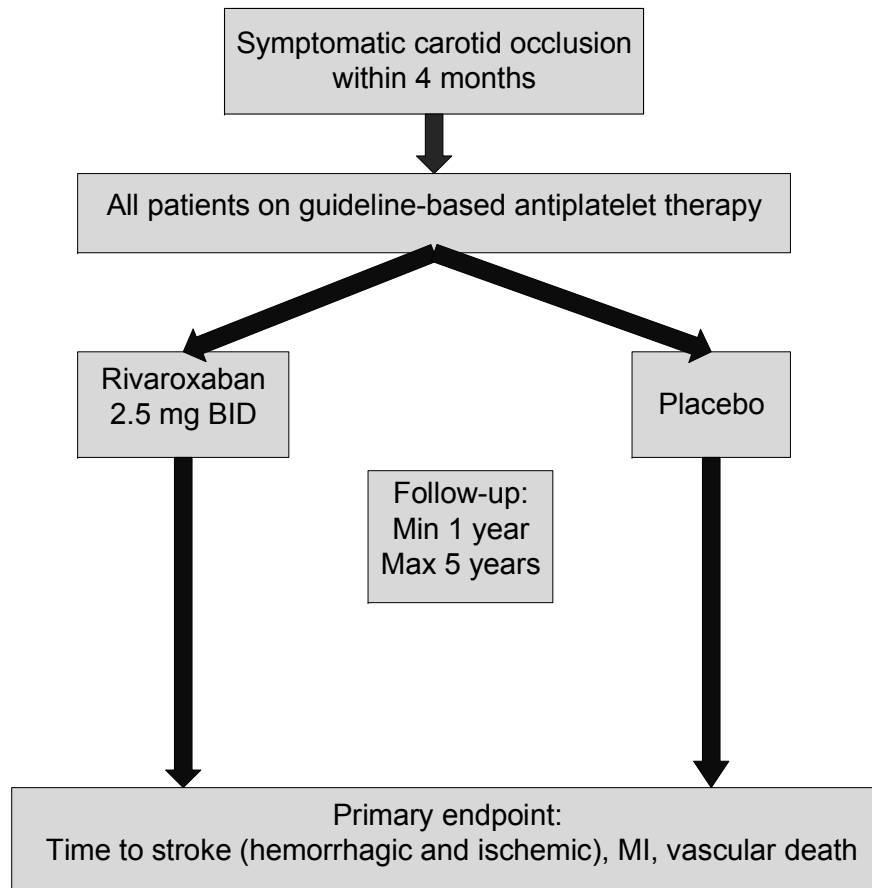 Symptomatic carotid occlusion
within 4 months
All patients on guideline-based antiplatelet therapy
Rivaroxaban
2.5 mg BID
Placebo
Follow-up:
Min 1 year
Max 5 years
Primary endpoint:
Time to stroke (hemorrhagic and ischemic), MI, vascular death